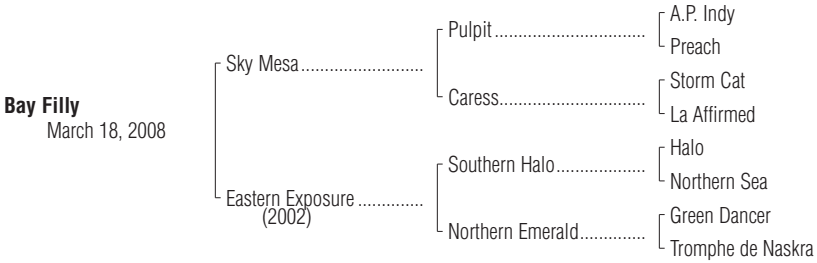 A.P. Indy
Pulpit
Preach
Sky Mesa
Storm Cat
Caress
La Affirmed
Bay Filly
March 18, 2008
Halo
Southern Halo
Northern Sea
Eastern Exposure
(2002)
Green Dancer
Northern Emerald
Tromphe de Naskra